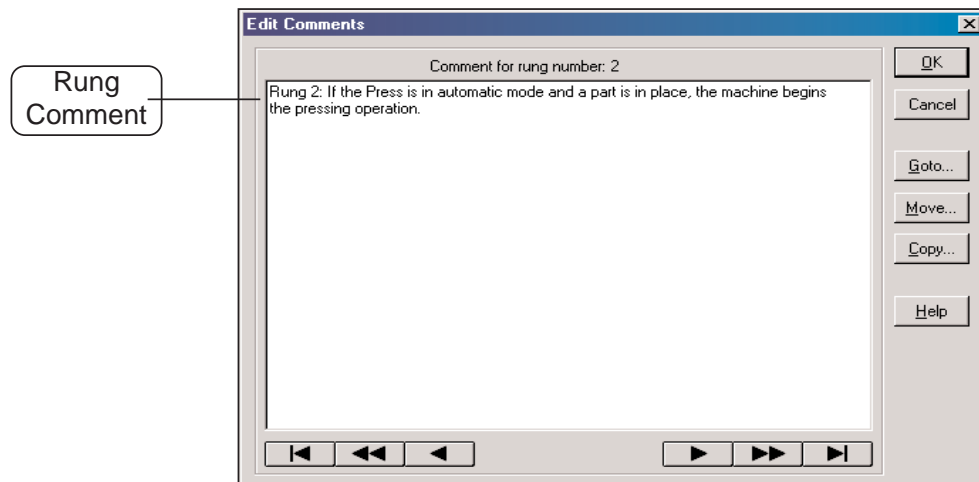 Edit Comments
Comment for rung number: 2
Rung
Comment
Rung 2: If the Press is in automatic mode and a part is in place, the machine begins
the pressing operation.
OK
Cancel
Goto...
Move...
Copy...
Help